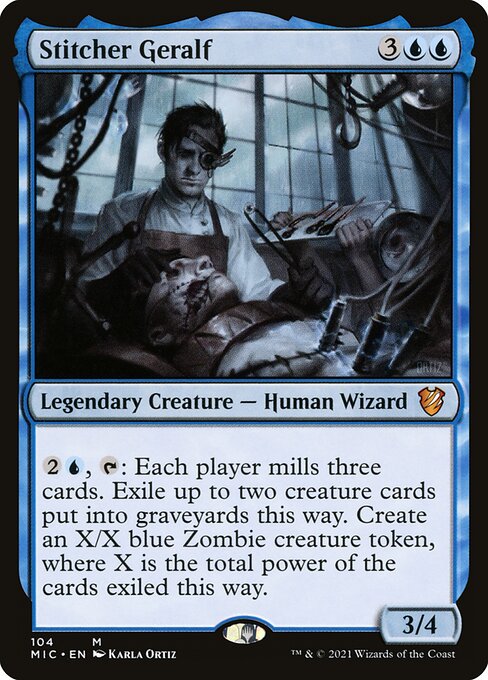 Stitcher Geralf 3
Legendary Creature — Human Wizard
2, : Each player mills three
cards. Exile up to two creature cards
put into graveyards this way. Create
an X/X blue Zombie creature token,
where X is the total power of the
cards exiled this way.
3/4
104 M
MIC • EN Karla Ortiz ™ & © 2021 Wizards of the Coast